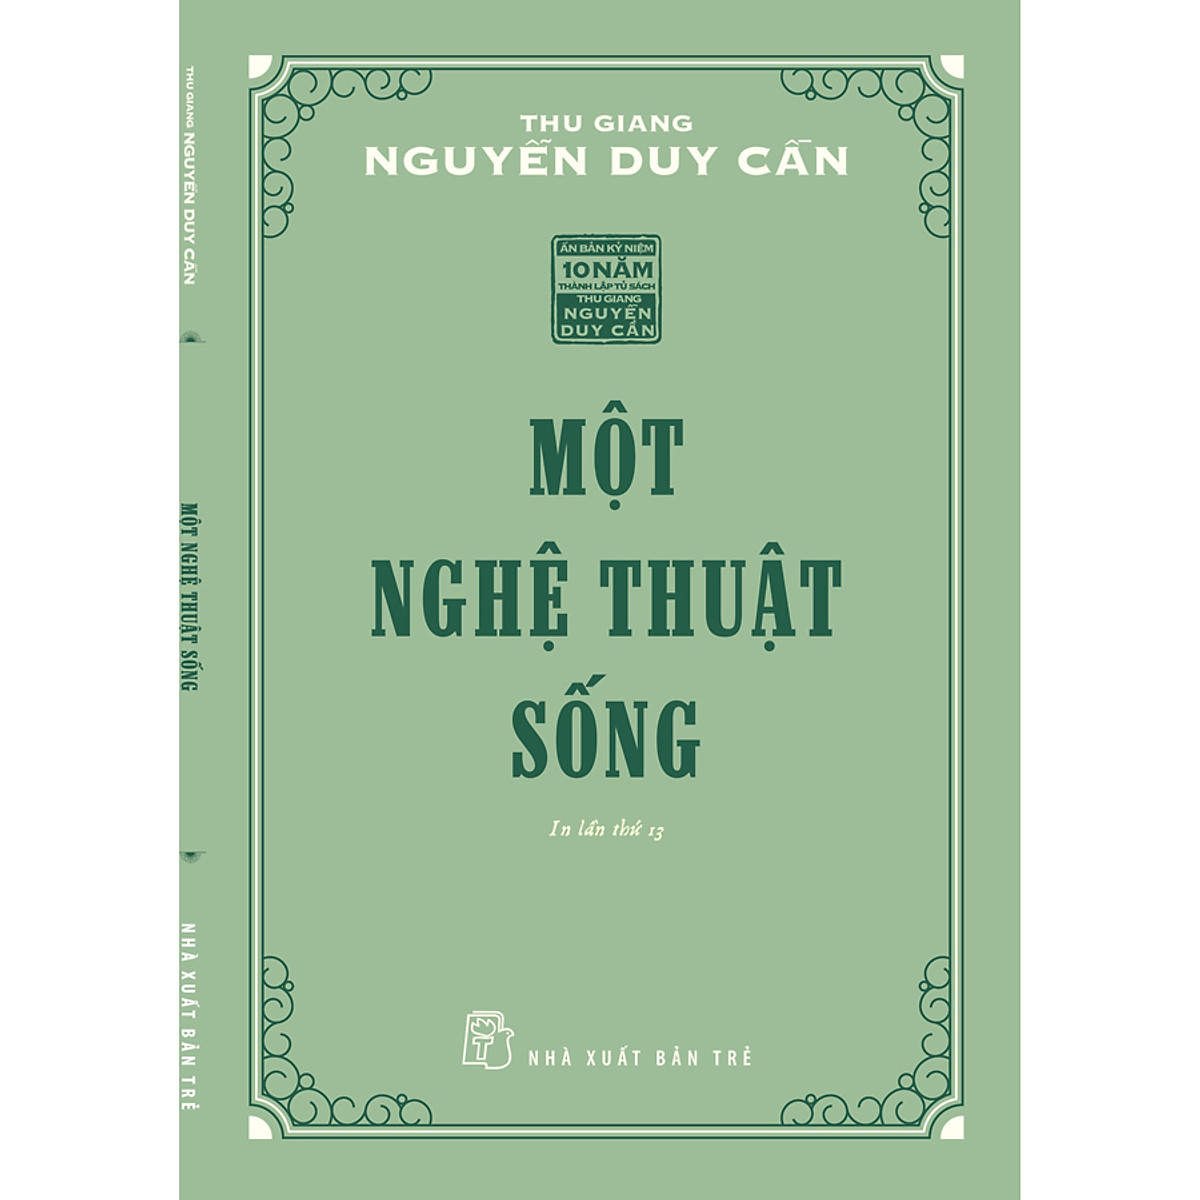 THU GIANG
NGUYỄN DUY CẦN
ẤN BẢN KỶ NIỆM
10 NĂM
THÀNH LẬP TỦ SÁCH
THU GIANG
NGUYỄN
DUY CẦN
MỘT
NGHỆ THUẬT
SỐNG
In lần thứ 13
T
NHÀ XUẤT BẢN TRẺ
THU GIANG NGUYỄN DUY CẦN
MỘT NGHỆ THUẬT SỐNG
NHÀ XUẤT BẢN TRẺ